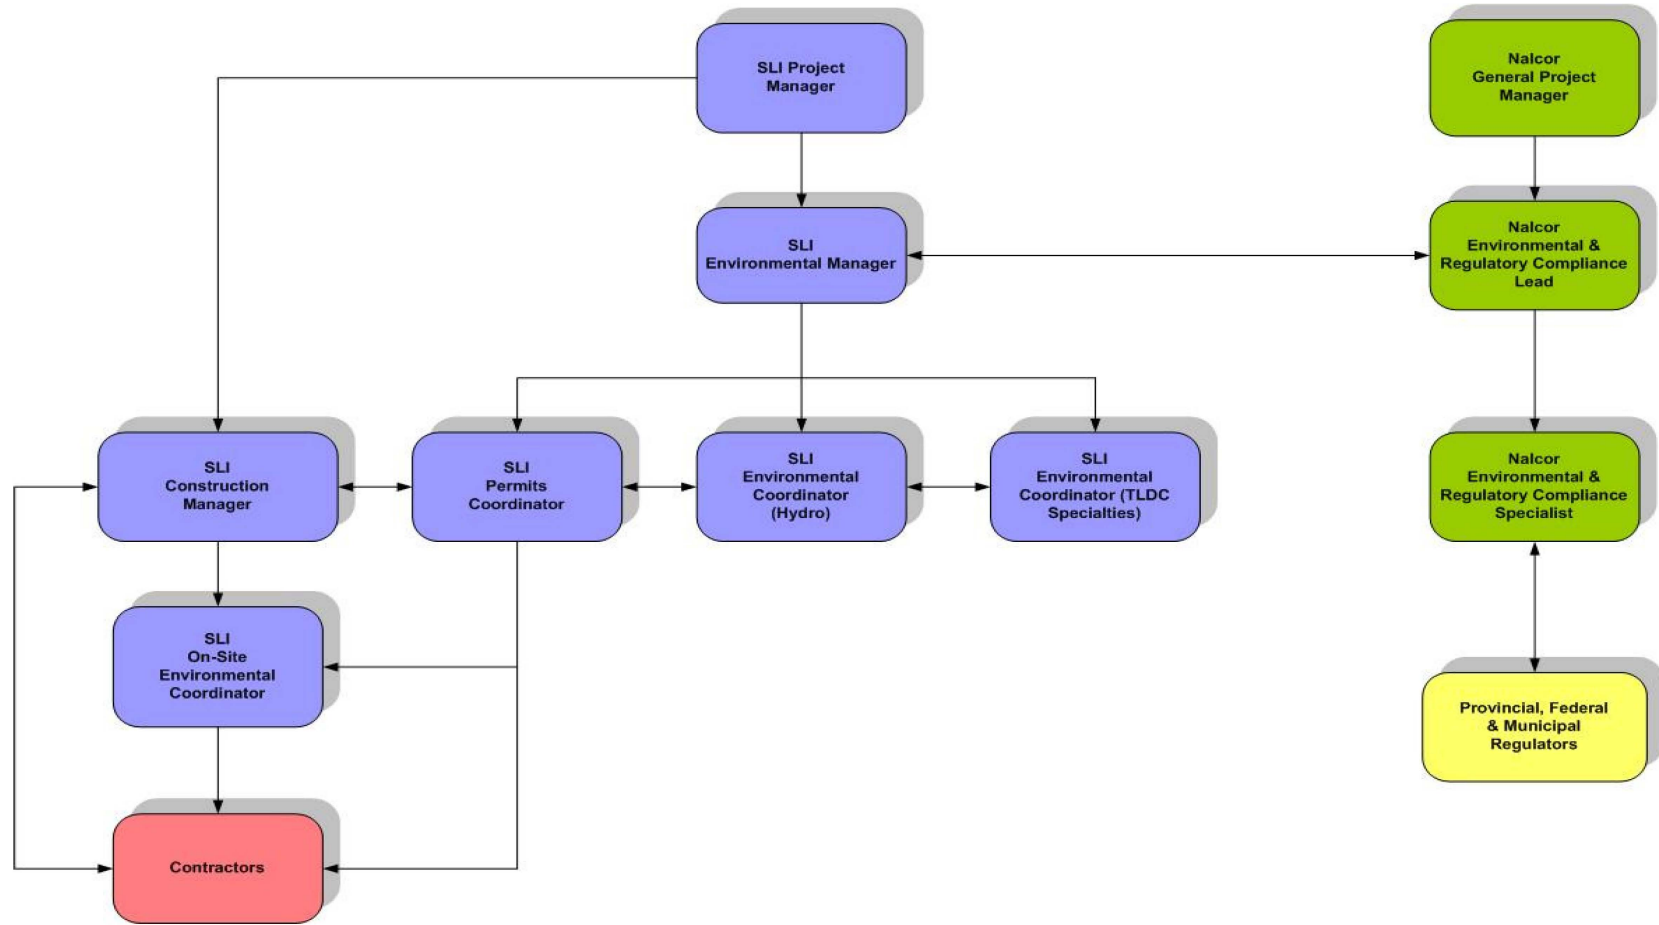 SLI Project
Manager
Nalcor
General Project
Manager
SLI
Environmental Manager
Nalcor
Environmental &
Regulatory Compliance
Lead
SLI
Construction
Manager
SLI
Permits
Coordinator
SLI
Environmental
Coordinator
(Hydro)
SLI
Environmental
Coordinator (TLDC
Specialties)
Nalcor
Environmental &
Regulatory Compliance
Specialist
SLI
On-Site
Environmental
Coordinator
Provincial, Federal
& Municipal
Regulators
Contractors